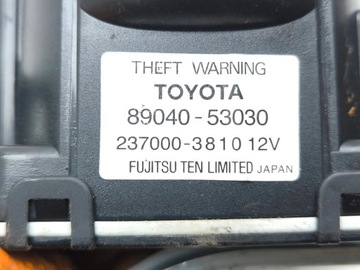 THEFT WARNING
TOYOTA
89040-53030
237000-3810 12V
FUJITSU TEN LIMITED JAPAN